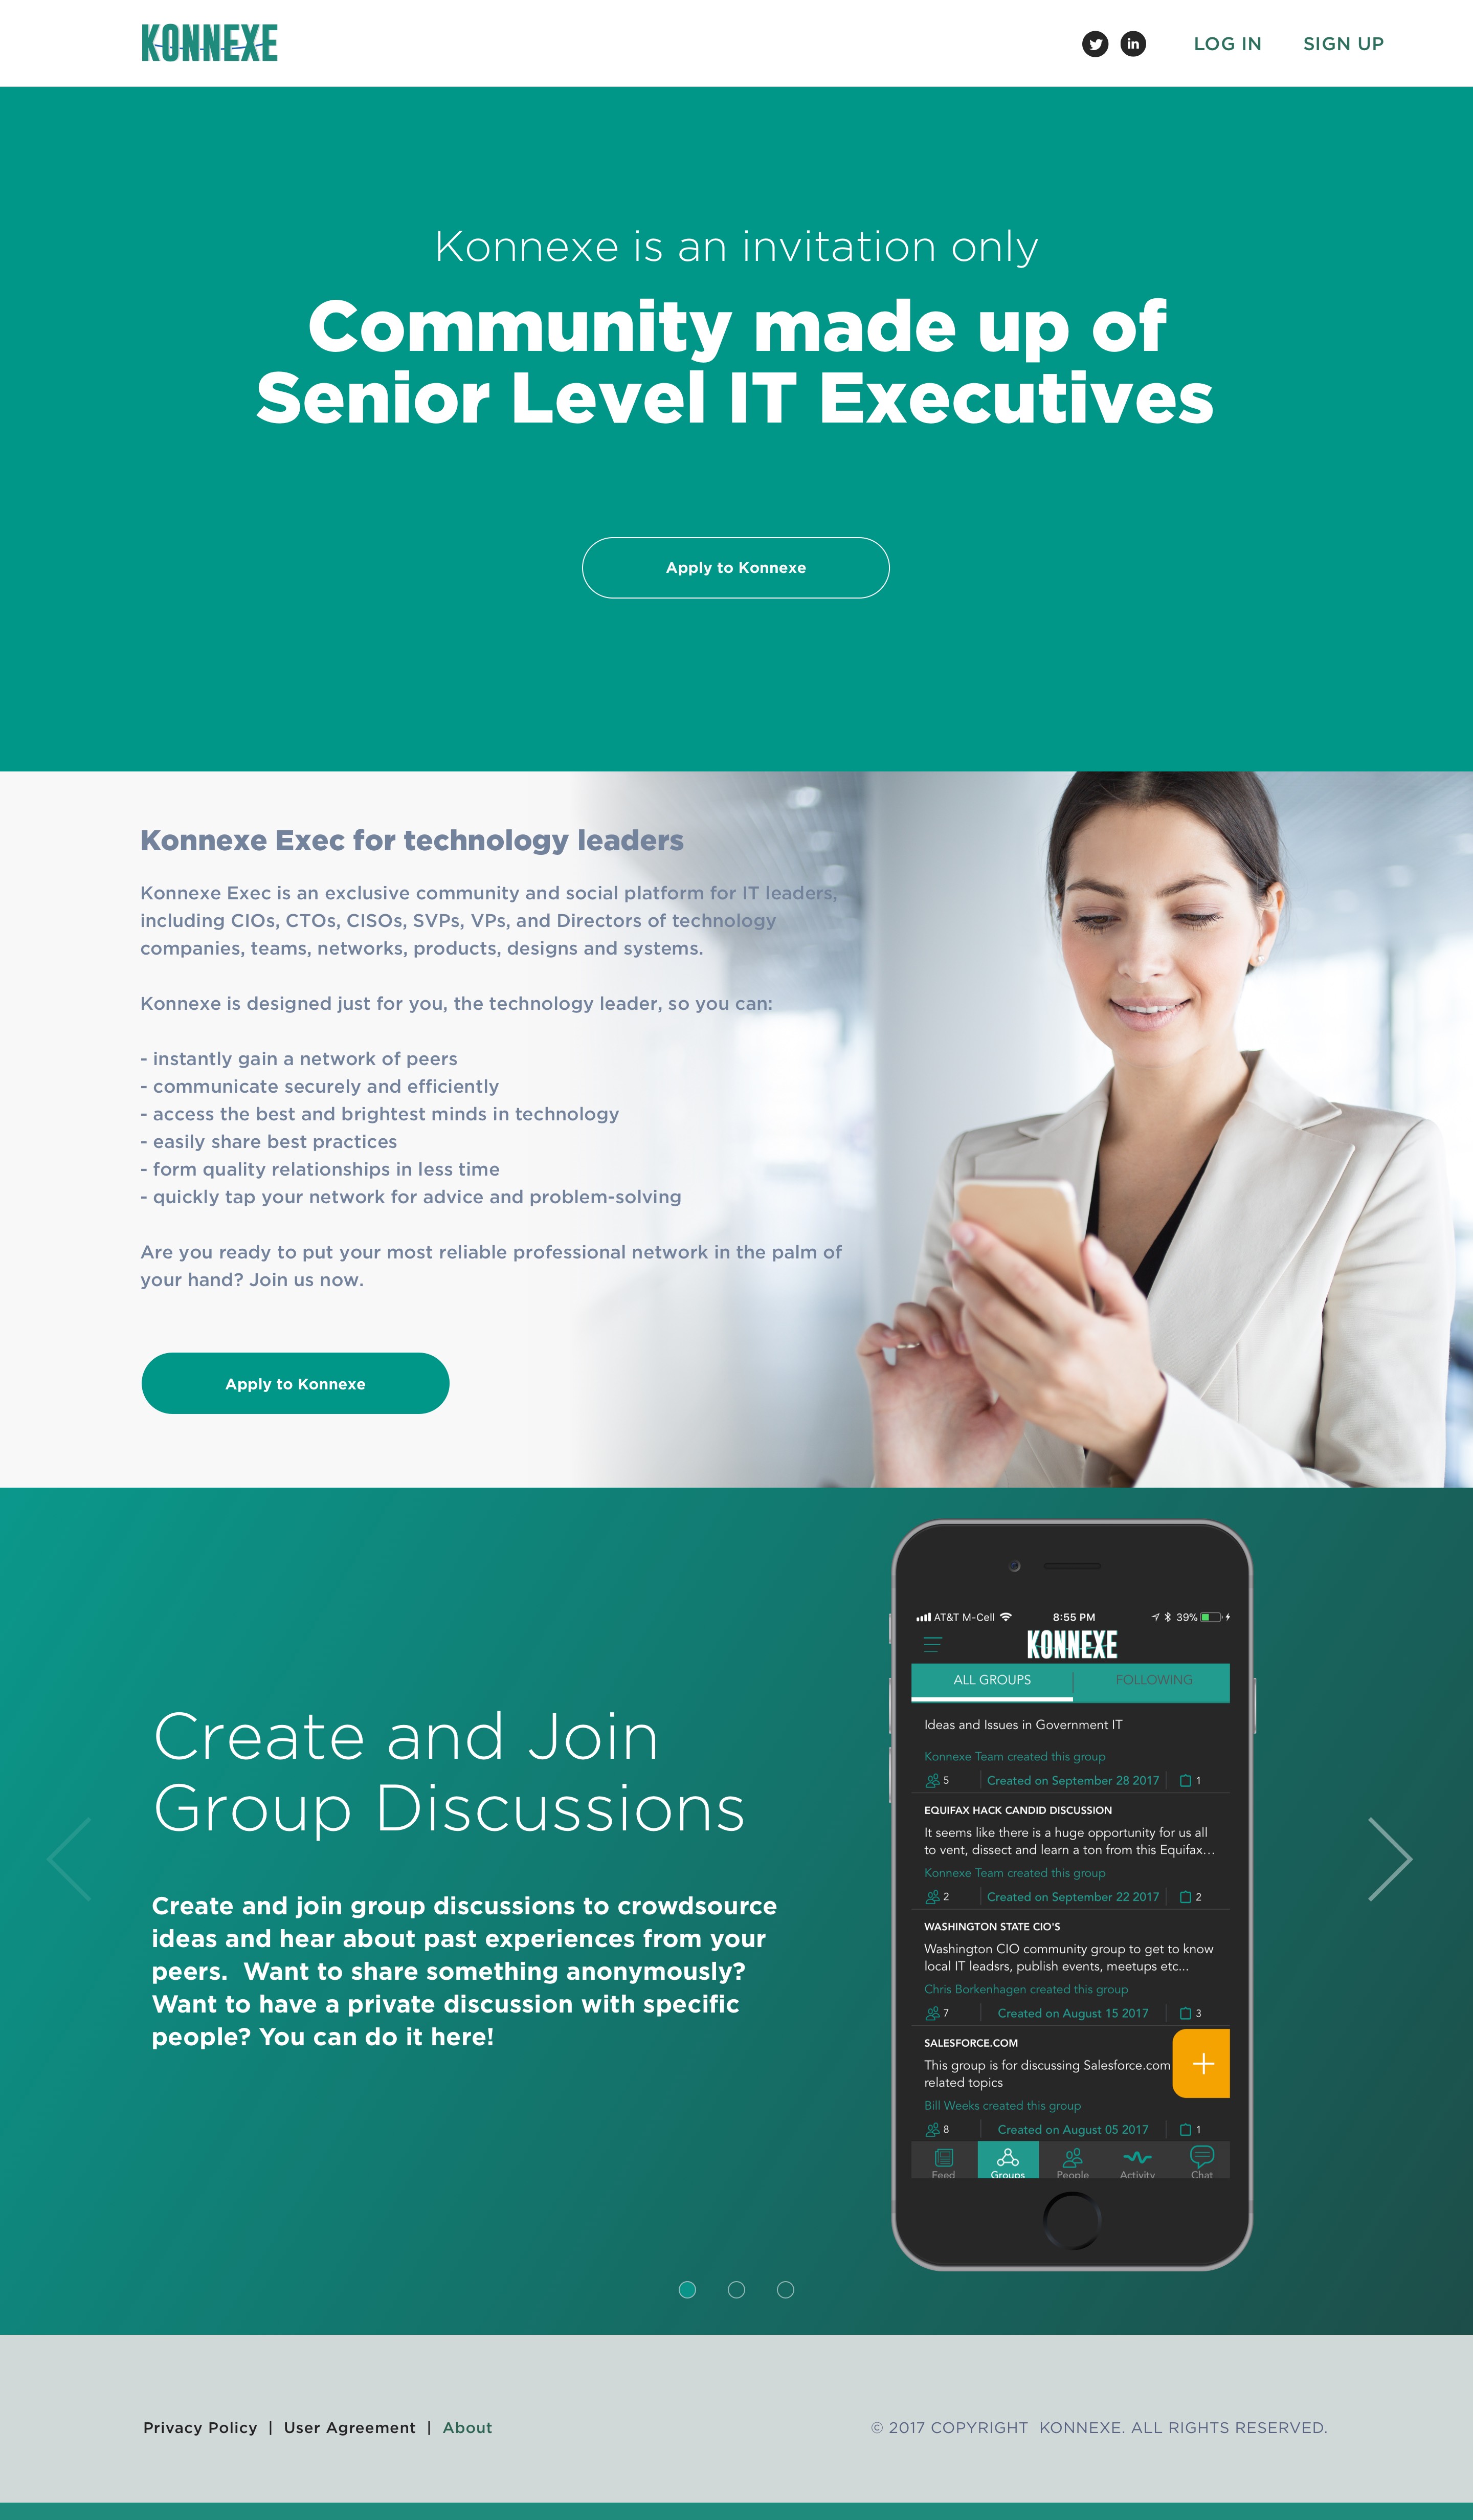 KONNEXE
LOG IN SIGN UP
Konnexe is an invitation only
Community made up of
Senior Level IT Executives
Apply to Konnexe
Konnexe Exec for technology leaders
Konnexe Exec is an exclusive community and social platform for IT leaders,
including CIOs, CTOs, CISOs, SVPs, VPs, and Directors of technology
companies, teams, networks, products, designs and systems.
Konnexe is designed just for you, the technology leader, so you can:
- instantly gain a network of peers
- communicate securely and efficiently
- access the best and brightest minds in technology
- easily share best practices
- form quality relationships in less time
- quickly tap your network for advice and problem-solving
Are you ready to put your most reliable professional network in the palm of
your hand? Join us now.
Apply to Konnexe
Create and Join
Group Discussions
Create and join group discussions to crowdsource
ideas and hear about past experiences from your
peers.  Want to share something anonymously?
Want to have a private discussion with specific
people? You can do it here!
AT&T M-Cell 8:55 PM 39%
KONNEXE
ALL GROUPS FOLLOWING
Ideas and Issues in Government IT
Konnexe Team created this group
5 Created on September 28 2017 1
EQUIFAX HACK CANDID DISCUSSION
It seems like there is a huge opportunity for us all
to vent, dissect and learn a ton from this Equifax...
Konnexe Team created this group
2 Created on September 22 2017 2
WASHINGTON STATE CIO'S
Washington CIO community group to get to know
local IT leadsrs, publish events, meetups etc...
Chris Borkenhagen created this group
7 Created on August 15 2017 3
SALESFORCE.COM
This group is for discussing Salesforce.com
related topics
Bill Weeks created this group
8 Created on August 05 2017 1
Feed Groups People Activity Chat
Privacy Policy | User Agreement | About
© 2017 COPYRIGHT  KONNEXE. ALL RIGHTS RESERVED.